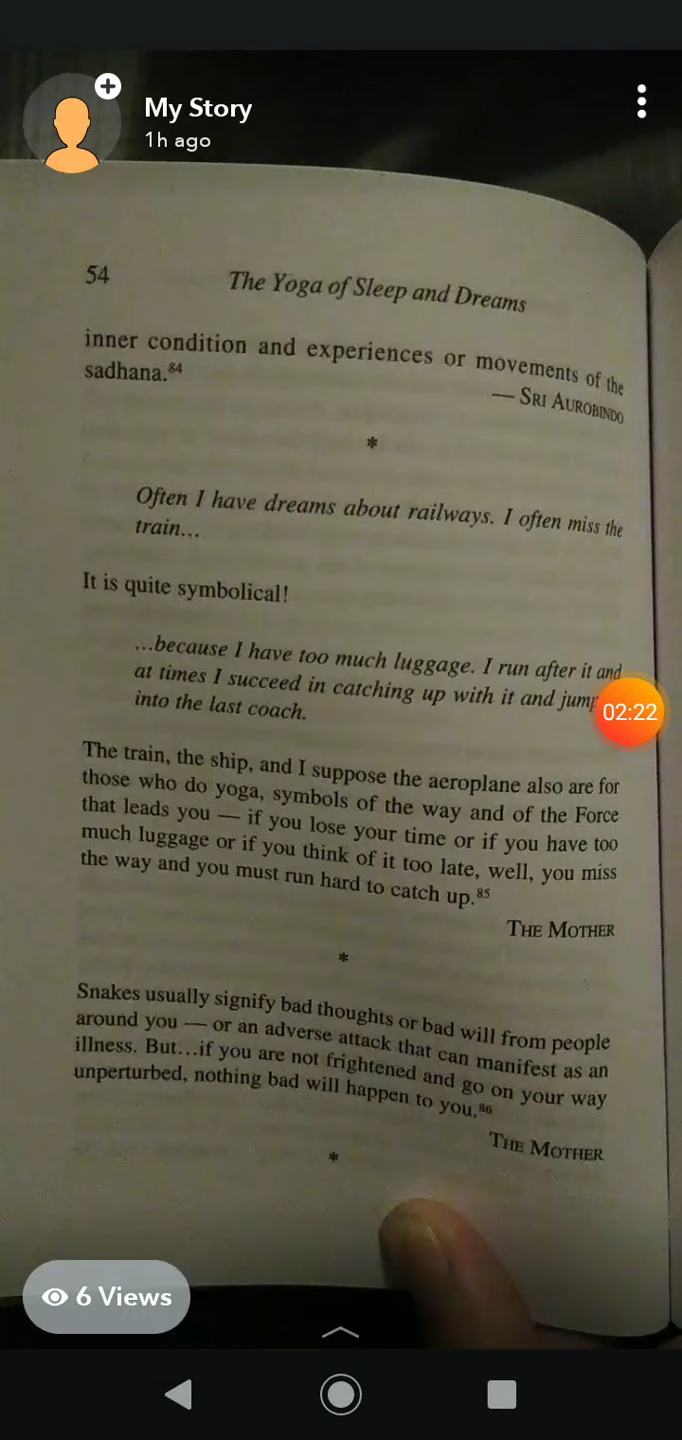 My Story
1h ago
54 The Yoga of Sleep and Dreams
inner condition and experiences or movements of the
sadhana.84
— SRI AUROBINDO
*
Often I have dreams about railways. I often miss the
train...
It is quite symbolical!
...because I have too much luggage. I run after it and
at times I succeed in catching up with it and jump
into the last coach.
The train, the ship, and I suppose the aeroplane also are for
those who do yoga, symbols of the way and of the Force
that leads you — if you lose your time or if you have too
much luggage or if you think of it too late, well, you miss
the way and you must run hard to catch up.85
THE MOTHER
*
Snakes usually signify bad thoughts or bad will from people
around you — or an adverse attack that can manifest as an
illness. But...if you are not frightened and go on your way
unperturbed, nothing bad will happen to you.86
THE MOTHER
*
02:22
6 Views